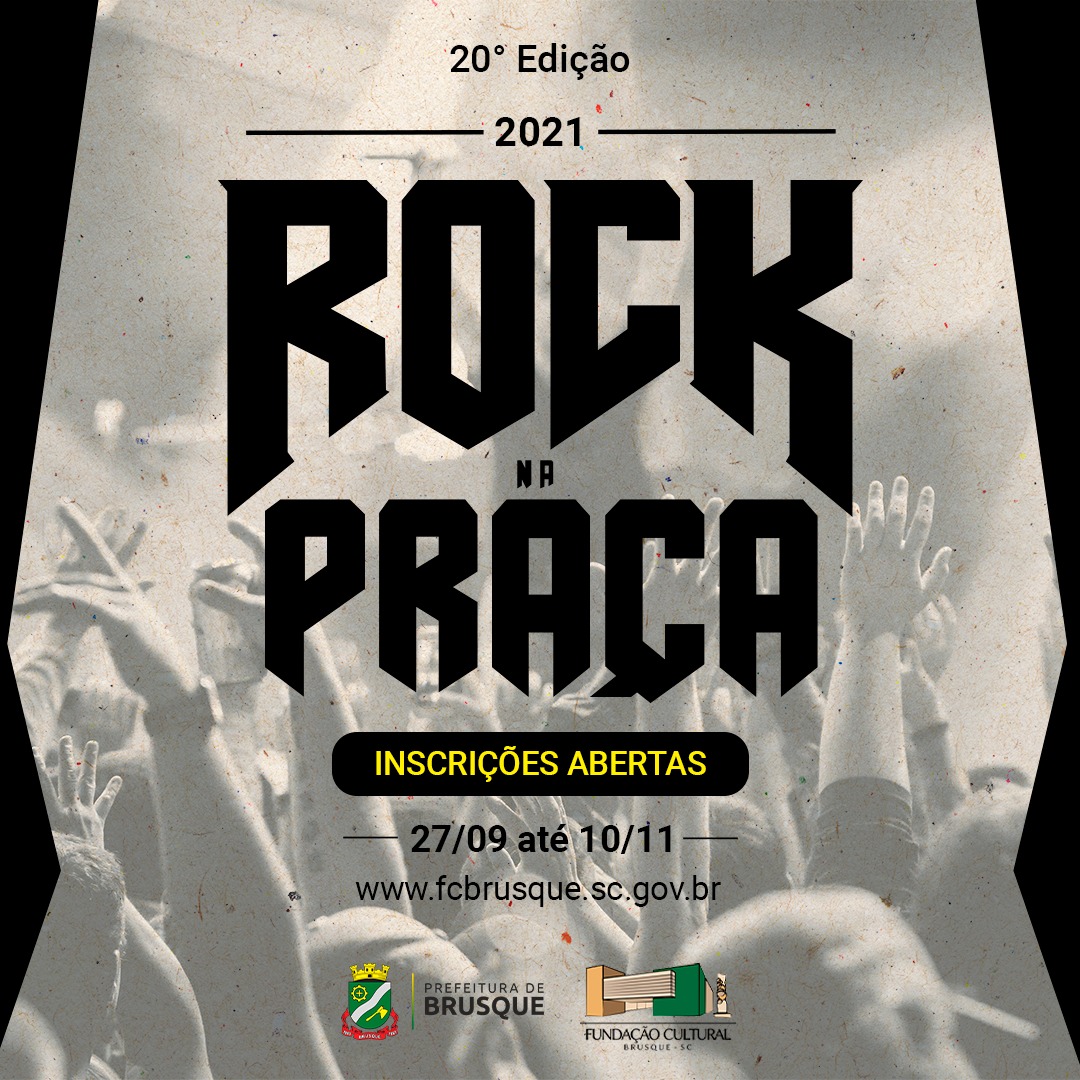 20° Edição
2021
ROCK
NA
PRAÇA
INSCRIÇÕES ABERTAS
27/09 até 10/11
www.fcbrusque.sc.gov.br
PREFEITURA DE
BRUSQUE
BRUSQUE
FUNDAÇÃO CULTURAL
BRUSQUE - SC